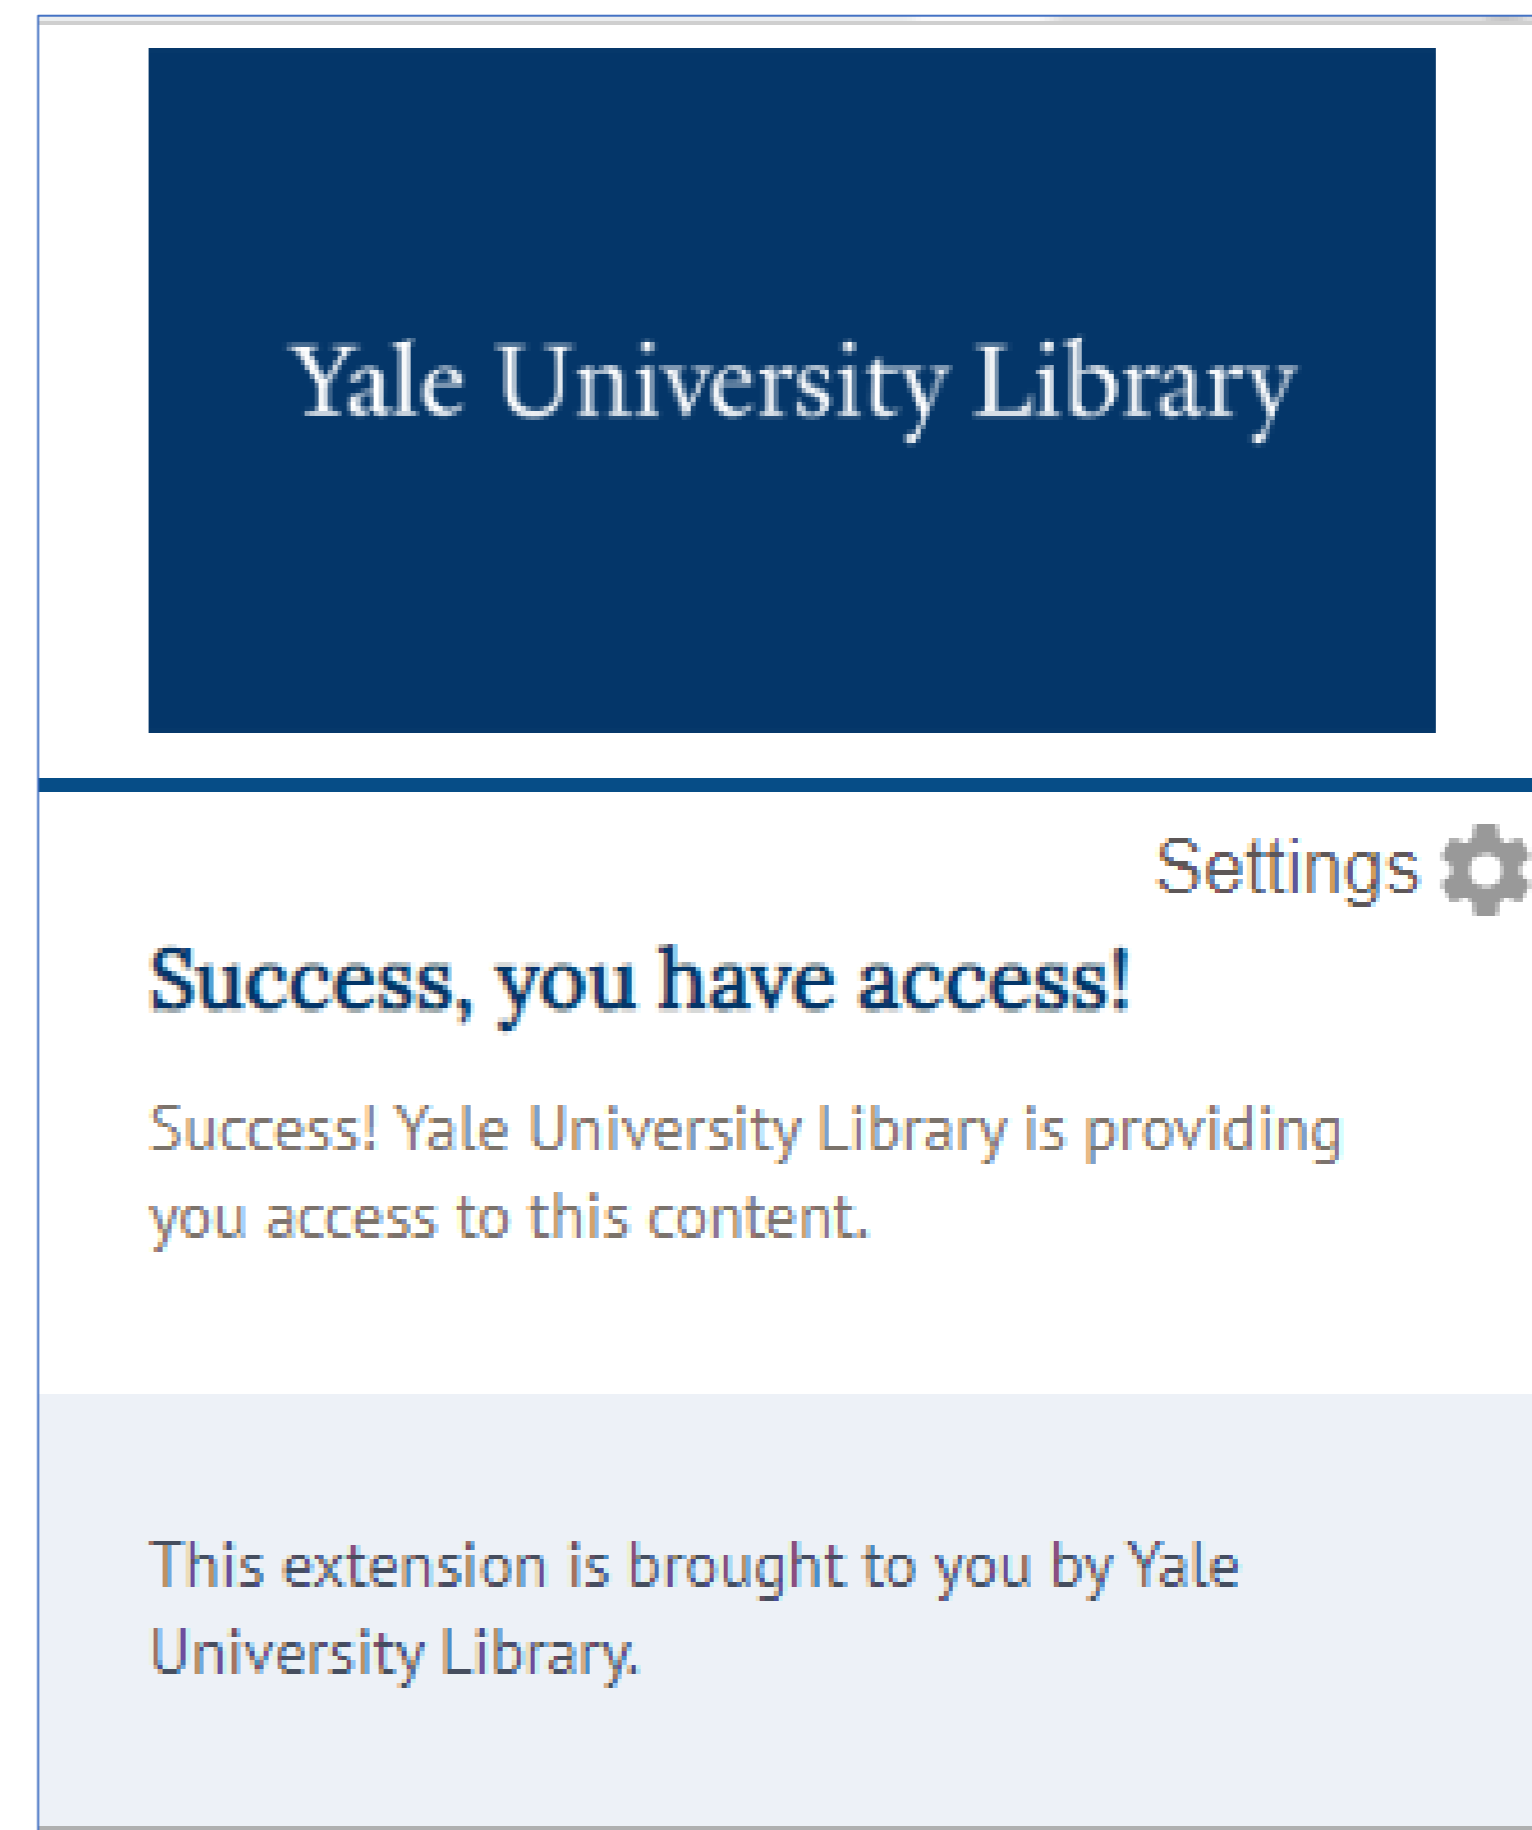 Yale University Library
Settings
Success, you have access!
Success! Yale University Library is providing
you access to this content.
This extension is brought to you by Yale
University Library.